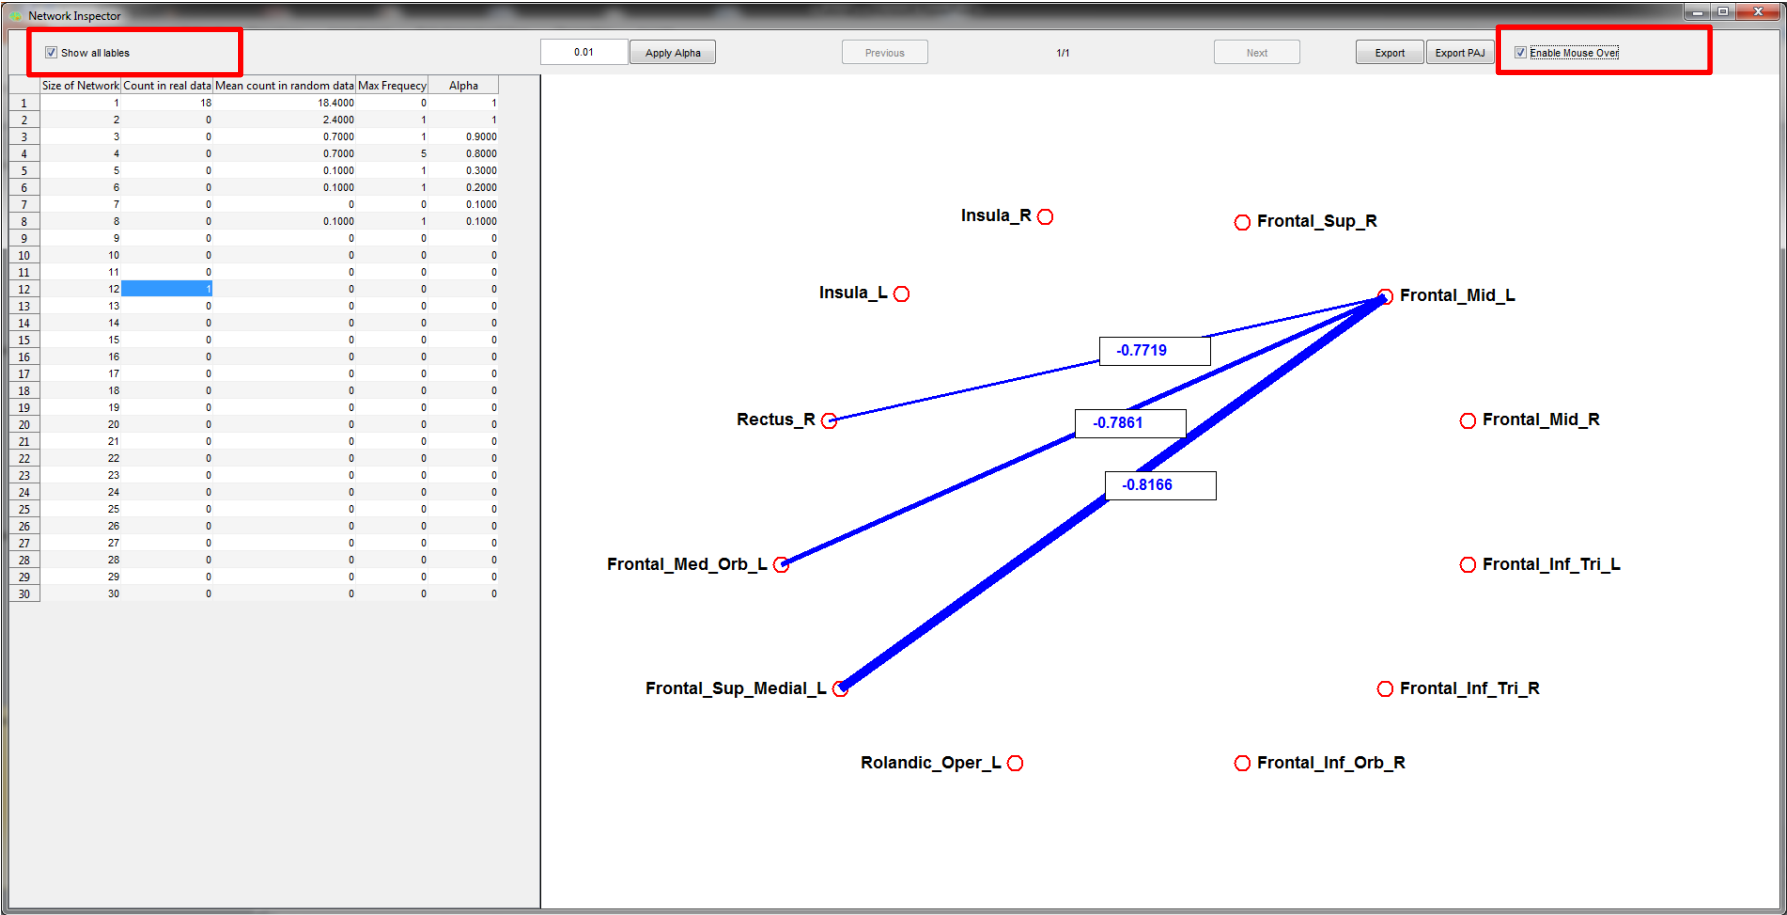 Network Inspector
Show all lables
0.01 Apply Alpha Previous 1/1 Next Export Export PAJ Enable Mouse Over
Size of Network Count in real data Mean count in random data Max Frequecy Alpha
1 1 18 18.4000 0 1
2 2 0 2.4000 1 1
3 3 0 0.7000 1 0.9000
4 4 0 0.7000 5 0.8000
5 5 0 0.1000 1 0.3000
6 6 0 0.1000 1 0.2000
7 7 0 0 0 0.1000
8 8 0 0.1000 1 0.1000
9 9 0 0 0 0
10 10 0 0 0 0
11 11 0 0 0 0
12 12 1 0 0 0
13 13 0 0 0 0
14 14 0 0 0 0
15 15 0 0 0 0
16 16 0 0 0 0
17 17 0 0 0 0
18 18 0 0 0 0
19 19 0 0 0 0
20 20 0 0 0 0
21 21 0 0 0 0
22 22 0 0 0 0
23 23 0 0 0 0
24 24 0 0 0 0
25 25 0 0 0 0
26 26 0 0 0 0
27 27 0 0 0 0
28 28 0 0 0 0
29 29 0 0 0 0
30 30 0 0 0 0
Insula_R
Frontal_Sup_R
Insula_L
Frontal_Mid_L
-0.7719
Rectus_R
-0.7861
Frontal_Mid_R
-0.8166
Frontal_Med_Orb_L
Frontal_Inf_Tri_L
Frontal_Sup_Medial_L
Frontal_Inf_Tri_R
Rolandic_Oper_L
Frontal_Inf_Orb_R